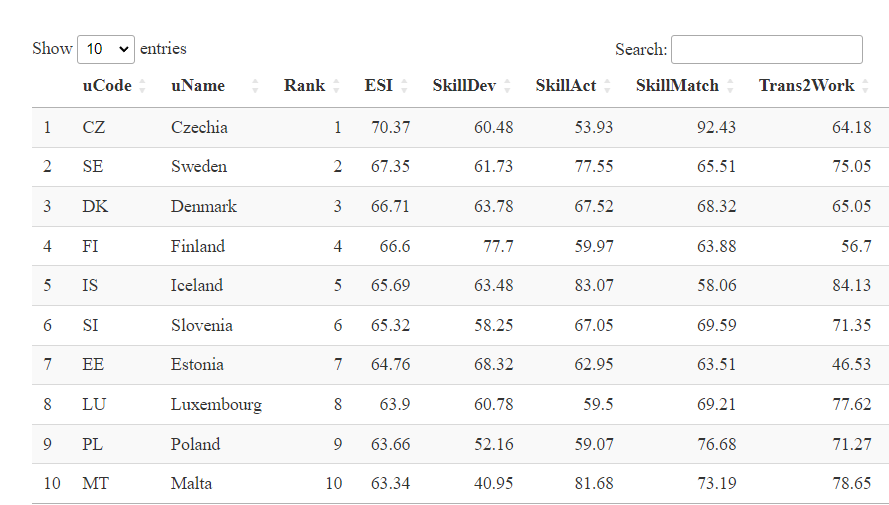 Show 10 entries Search:
uCode uName Rank ESI SkillDev SkillAct SkillMatch Trans2Work
1 CZ Czechia 1 70.37 60.48 53.93 92.43 64.18
2 SE Sweden 2 67.35 61.73 77.55 65.51 75.05
3 DK Denmark 3 66.71 63.78 67.52 68.32 65.05
4 FI Finland 4 66.6 77.7 59.97 63.88 56.7
5 IS Iceland 5 65.69 63.48 83.07 58.06 84.13
6 SI Slovenia 6 65.32 58.25 67.05 69.59 71.35
7 EE Estonia 7 64.76 68.32 62.95 63.51 46.53
8 LU Luxembourg 8 63.9 60.78 59.5 69.21 77.62
9 PL Poland 9 63.66 52.16 59.07 76.68 71.27
10 MT Malta 10 63.34 40.95 81.68 73.19 78.65